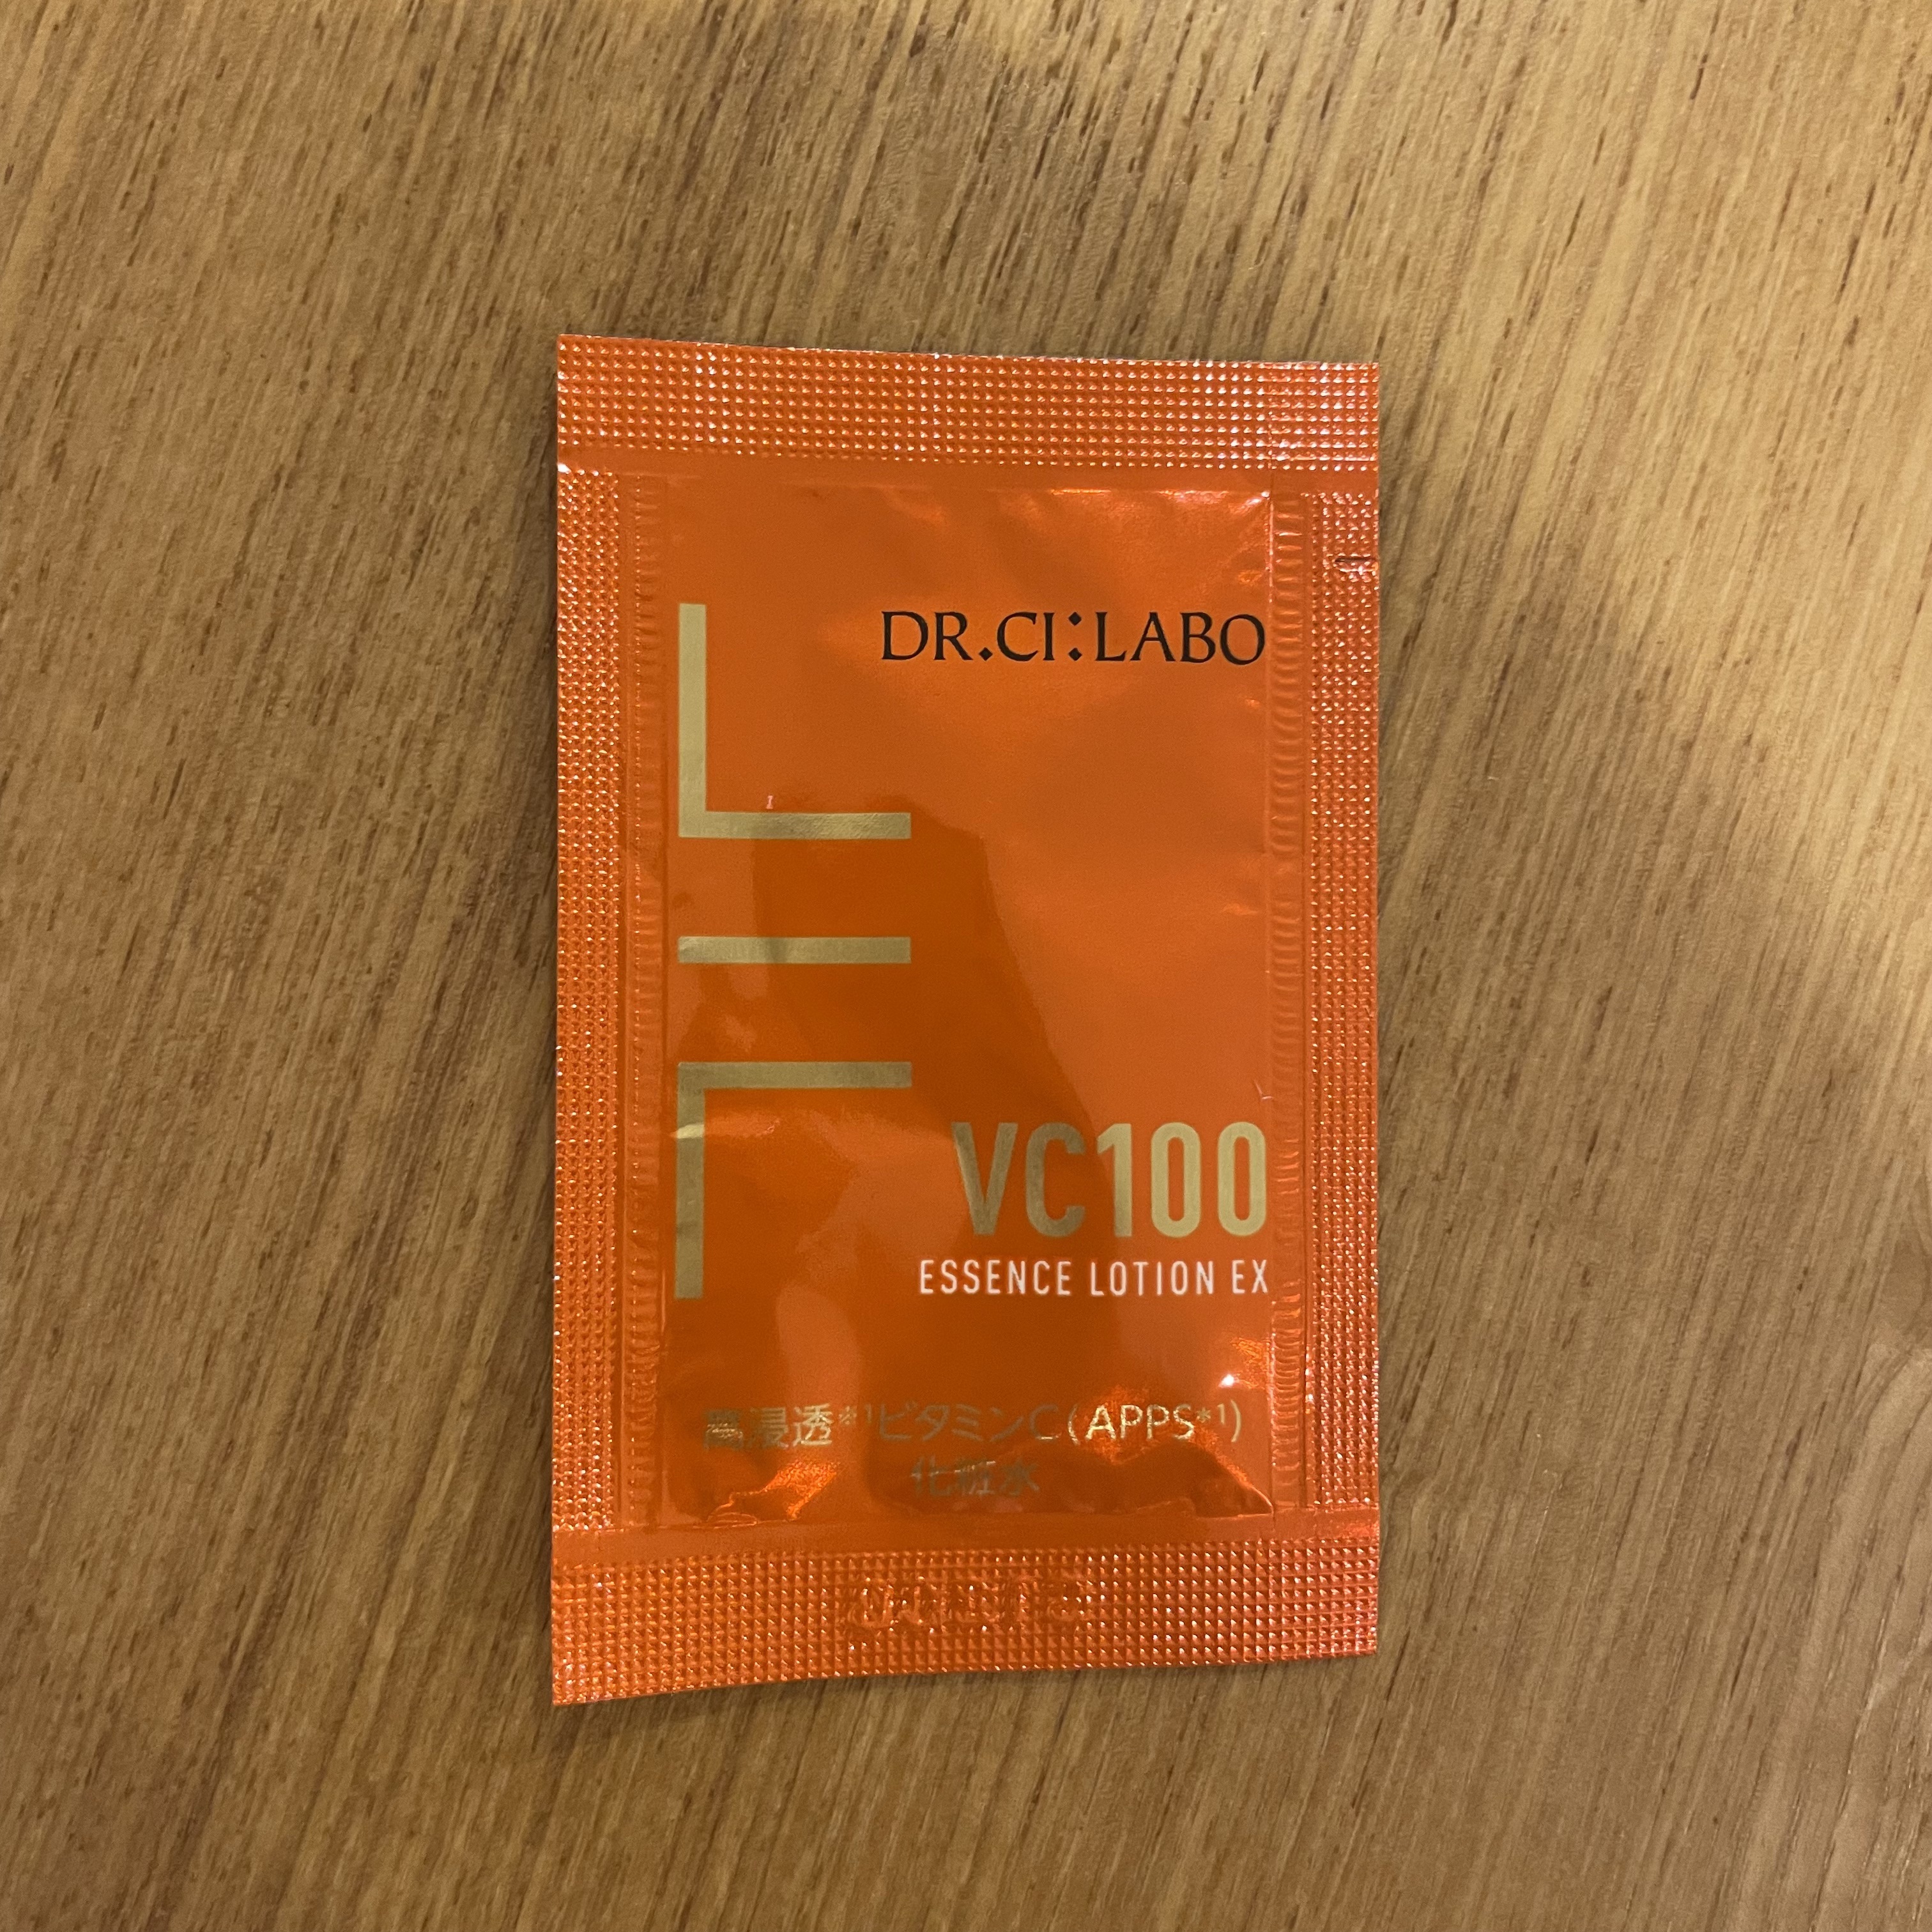 DR.CI:LABO
VC100
ESSENCE LOTION EX
高浸透*1ビタミンC(APPS*1)
化粧水